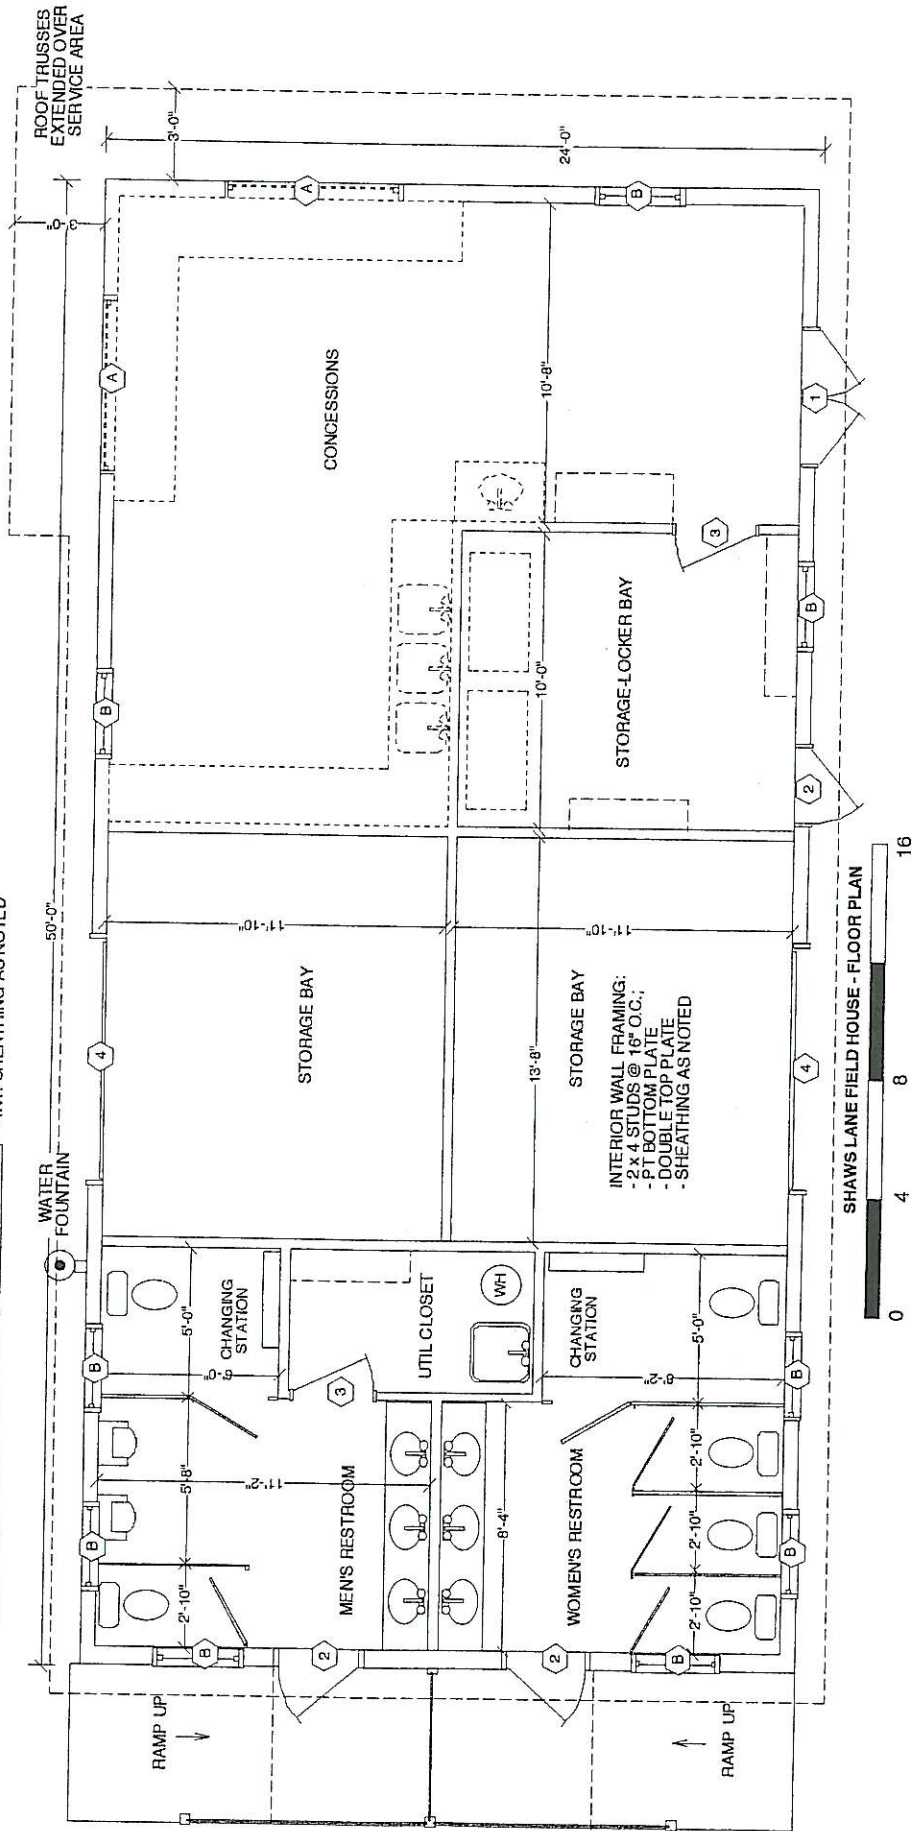 ROOF TRUSSES
EXTENDED OVER
SERVICE AREA
WATER
FOUNTAIN
50'-0"
3'-0"
3'-0"
24'-0"
B
B
4
B
A
A
B
2'-10"
5'-8"
5'-0"
6'-0"
11'-2"
CHANGING
STATION
MEN'S RESTROOM
3
UTIL CLOSET
WH
STORAGE BAY
11'-10"
CONCESSIONS
RAMP UP
B
2
2
B
RAMP UP
8'-4"
WOMEN'S RESTROOM
CHANGING
STATION
8'-2"
2'-10"
2'-10"
2'-10"
5'-0"
13'-8"
10'-0"
10'-8"
STORAGE BAY
11'-10"
INTERIOR WALL FRAMING:
- 2 x 4 STUDS @ 16" O.C.;
- PT BOTTOM PLATE
- DOUBLE TOP PLATE
- SHEATHING AS NOTED
STORAGE-LOCKER BAY
3
B
B
4
2
B
1
SHAWS LANE FIELD HOUSE - FLOOR PLAN
0
4
8
16